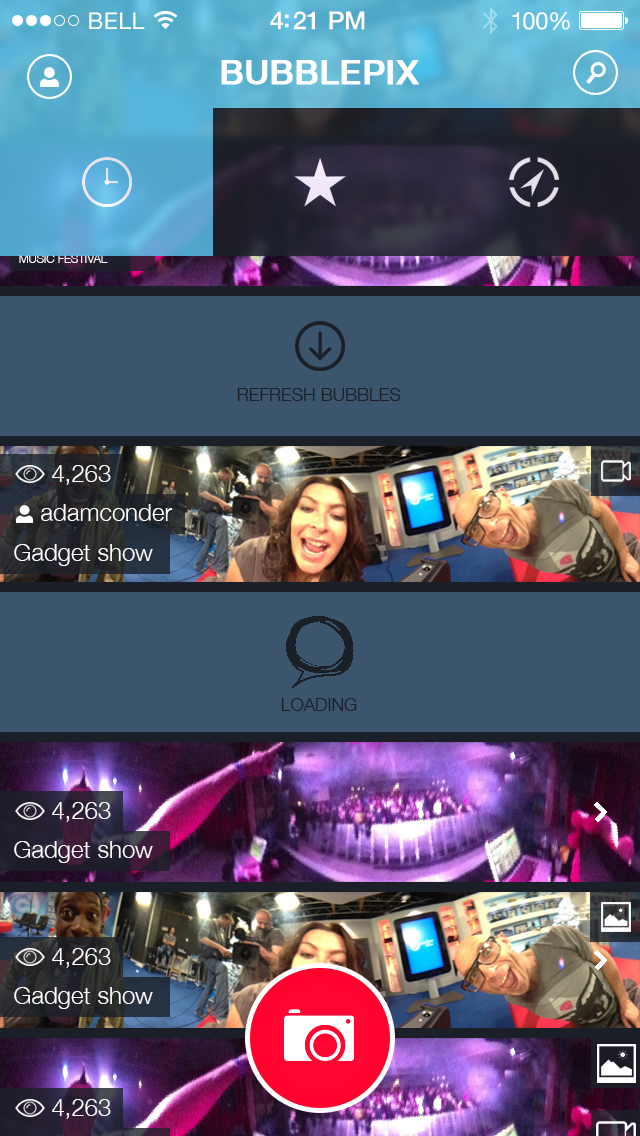 BELL 4:21 PM 100%
BUBBLEPIX
MUSIC FESTIVAL
REFRESH BUBBLES
4,263
adamconder
Gadget show
LOADING
4,263
Gadget show
4,263
Gadget show
4,263